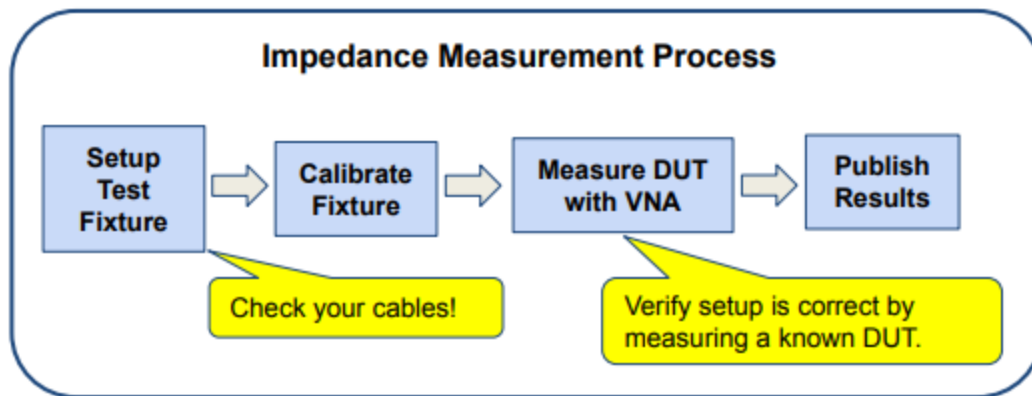 Impedance Measurement Process
Setup
Test
Fixture
Calibrate
Fixture
Measure DUT
with VNA
Publish
Results
Check your cables!
Verify setup is correct by
measuring a known DUT.